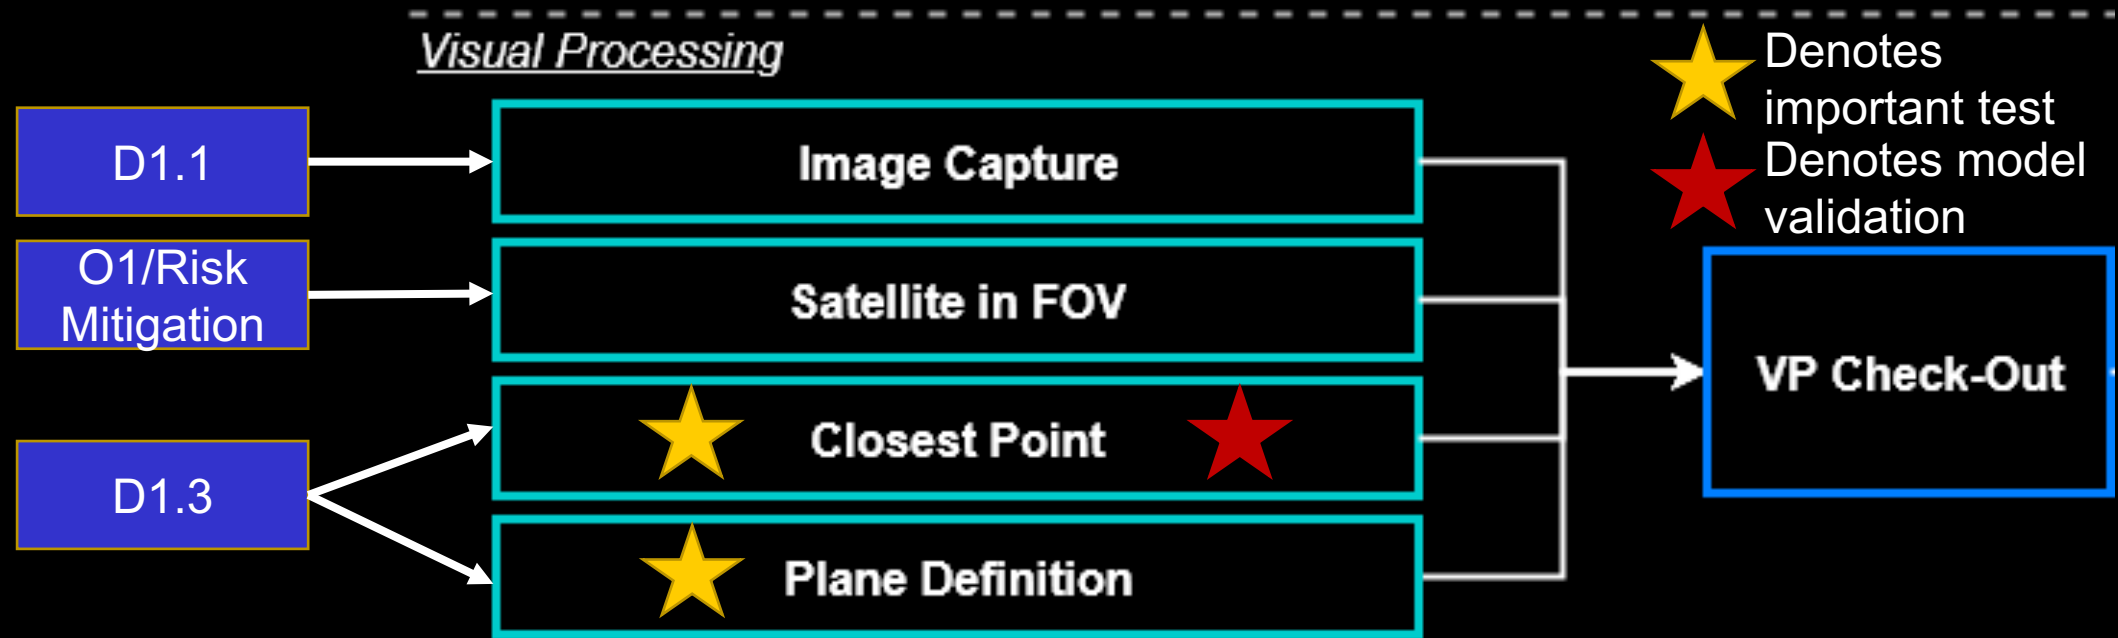 Visual Processing
Denotes
important test
Denotes model
validation
D1.1
Image Capture
O1/Risk
Mitigation
Satellite in FOV
VP Check-Out
Closest Point
D1.3
Plane Definition